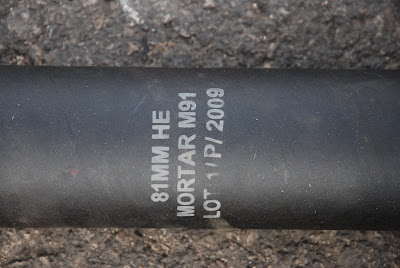 81MM HE
MORTAR M91
LOT 1/P/ 2009